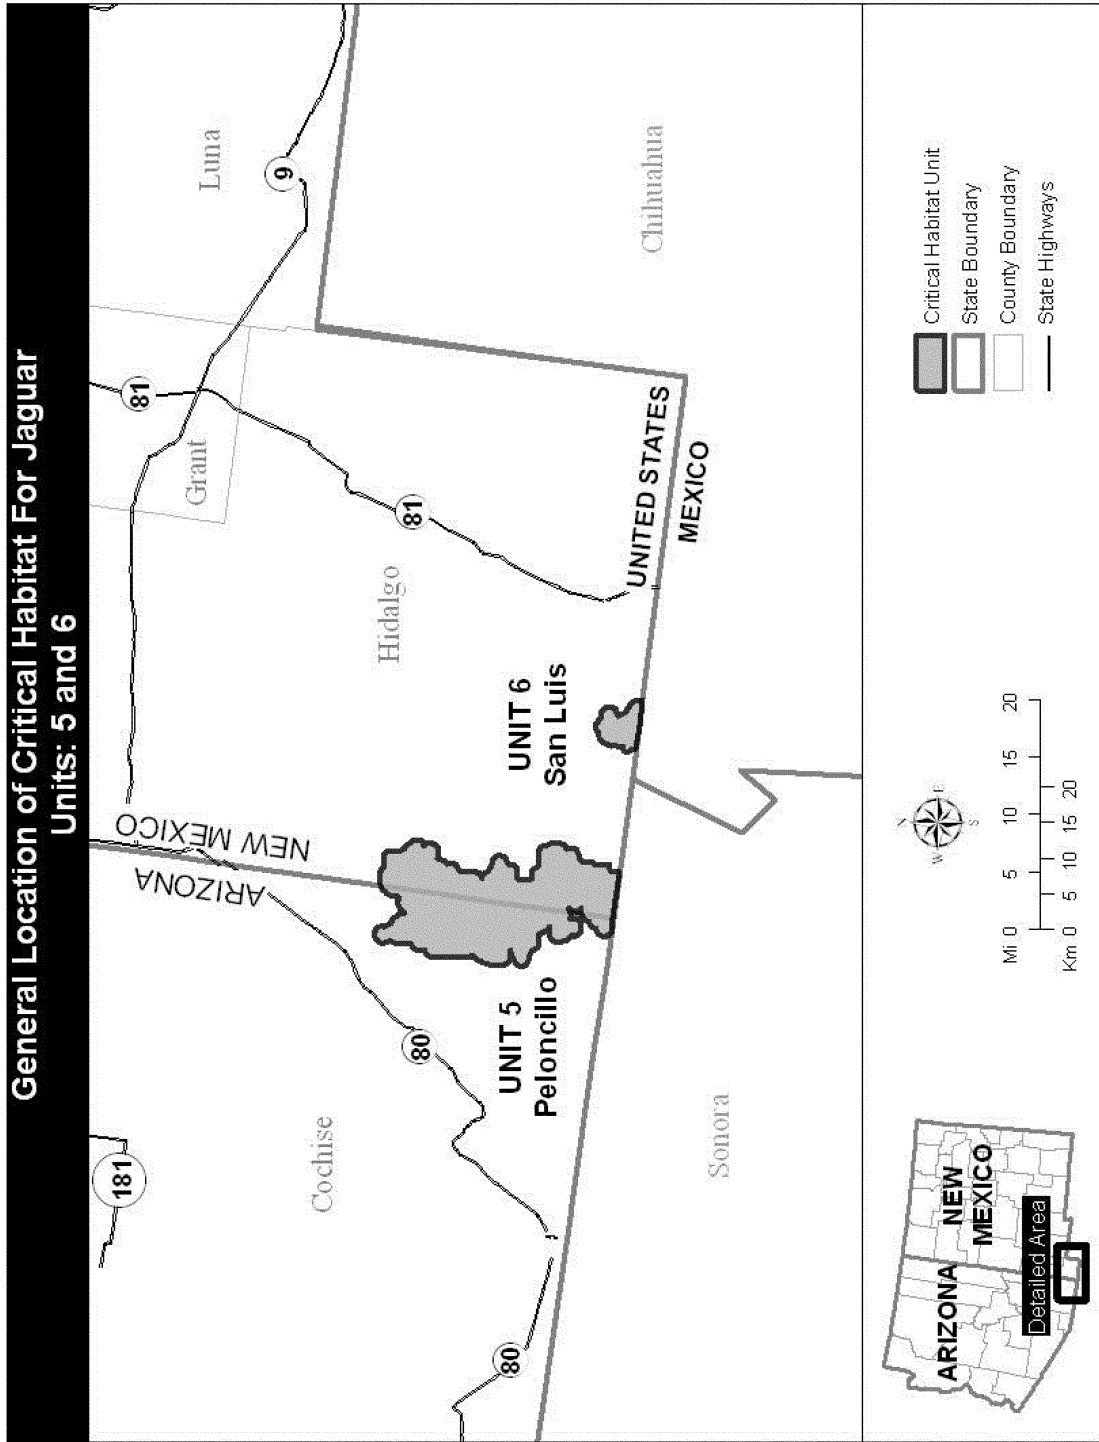 General Location of Critical Habitat For Jaguar
Units: 5 and 6
181
80
80
81
81
9
Luna
Grant
Hidalgo
Cochise
Sonora
Chihuahua
ARIZONA
NEW MEXICO
UNITED STATES
MEXICO
UNIT 5
Peloncillo
UNIT 6
San Luis
ARIZONA
NEW
MEXICO
Detailed Area
N
W
E
S
Mi 0 5 10 15 20
Km 0 5 10 15 20
Critical Habitat Unit
State Boundary
County Boundary
State Highways